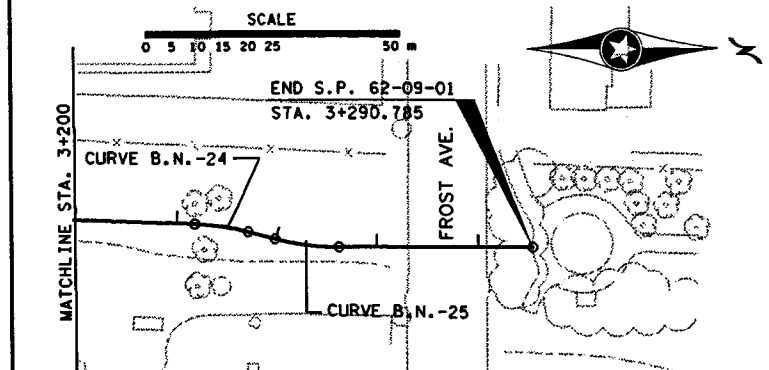 SCALE
0 5 10 15 20 25 50 m
END S.P. 62-09-01
STA. 3+290.785
MATCHLINE STA. 3+200
CURVE B.N.-24
FROST AVE.
CURVE B.N.-25
N